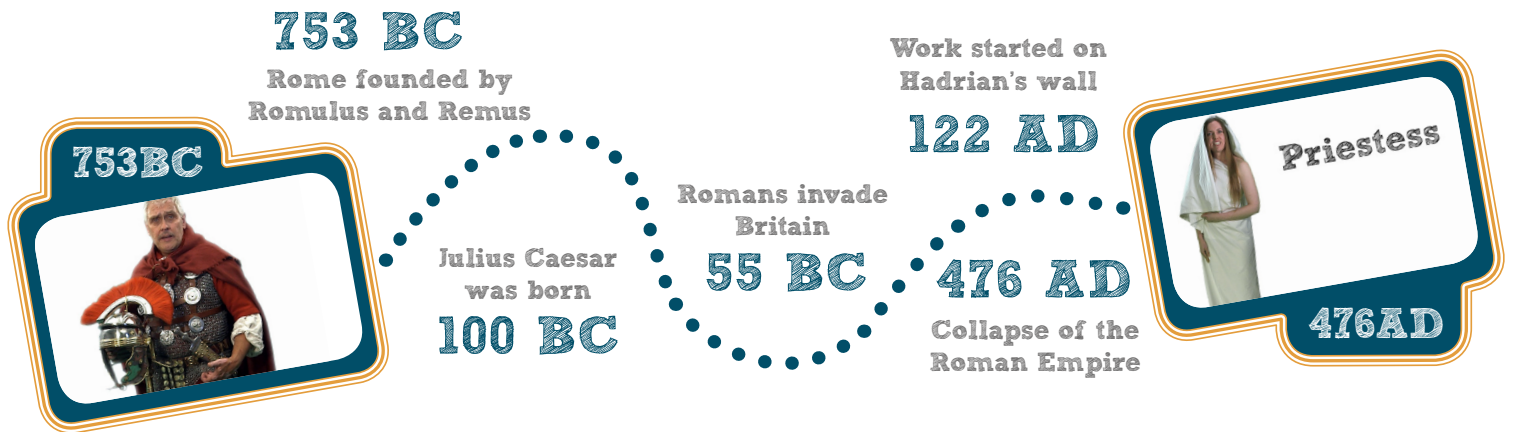 753BC
753 BC
Rome founded by
Romulus and Remus
Julius Caesar
was born
100 BC
Romans invade
Britain
55 BC
Work started on
Hadrian's wall
122 AD
476 AD
Collapse of the
Roman Empire
Priestess
476AD